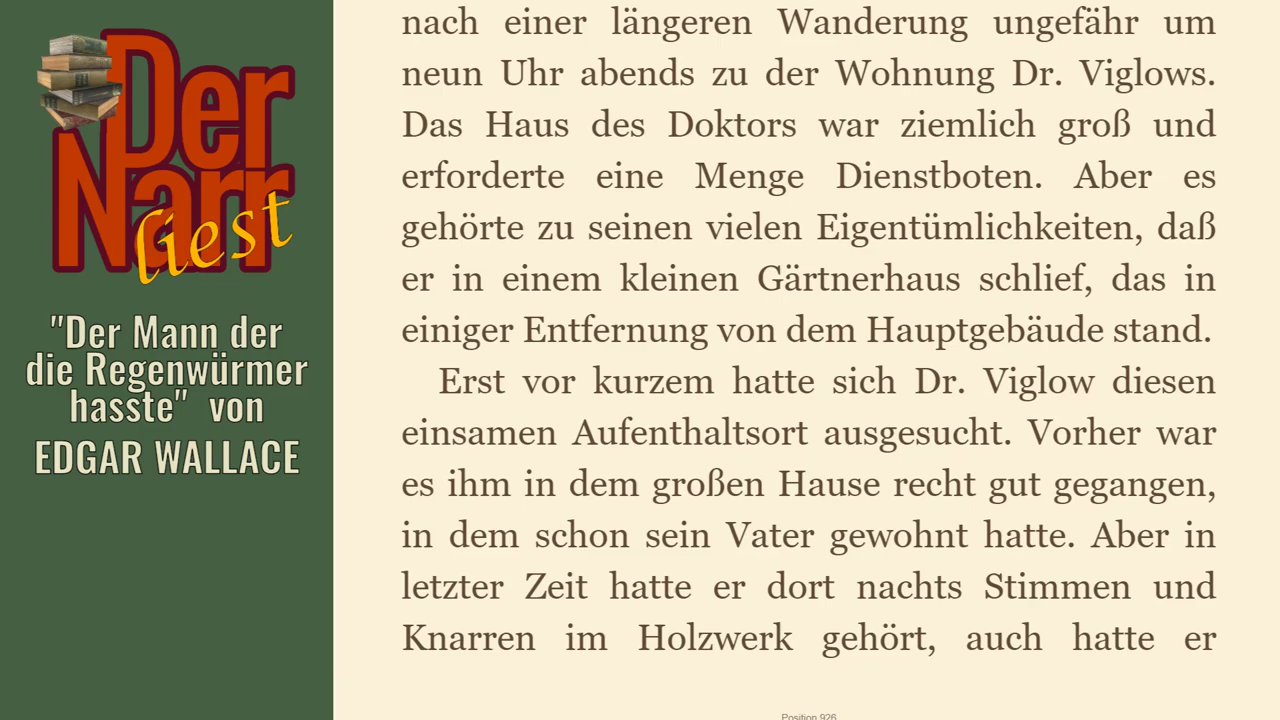 Der
Narr
liest
"Der Mann der
die Regenwürmer
hasste" von
EDGAR WALLACE
nach einer längeren Wanderung ungefähr um
neun Uhr abends zu der Wohnung Dr. Viglows.
Das Haus des Doktors war ziemlich groß und
erforderte eine Menge Dienstboten. Aber es
gehörte zu seinen vielen Eigentümlichkeiten, daß
er in einem kleinen Gärtnerhaus schlief, das in
einiger Entfernung von dem Hauptgebäude stand.
Erst vor kurzem hatte sich Dr. Viglow diesen
einsamen Aufenthaltsort ausgesucht. Vorher war
es ihm in dem großen Hause recht gut gegangen,
in dem schon sein Vater gewohnt hatte. Aber in
letzter Zeit hatte er dort nachts Stimmen und
Knarren im Holzwerk gehört, auch hatte er
Position 926